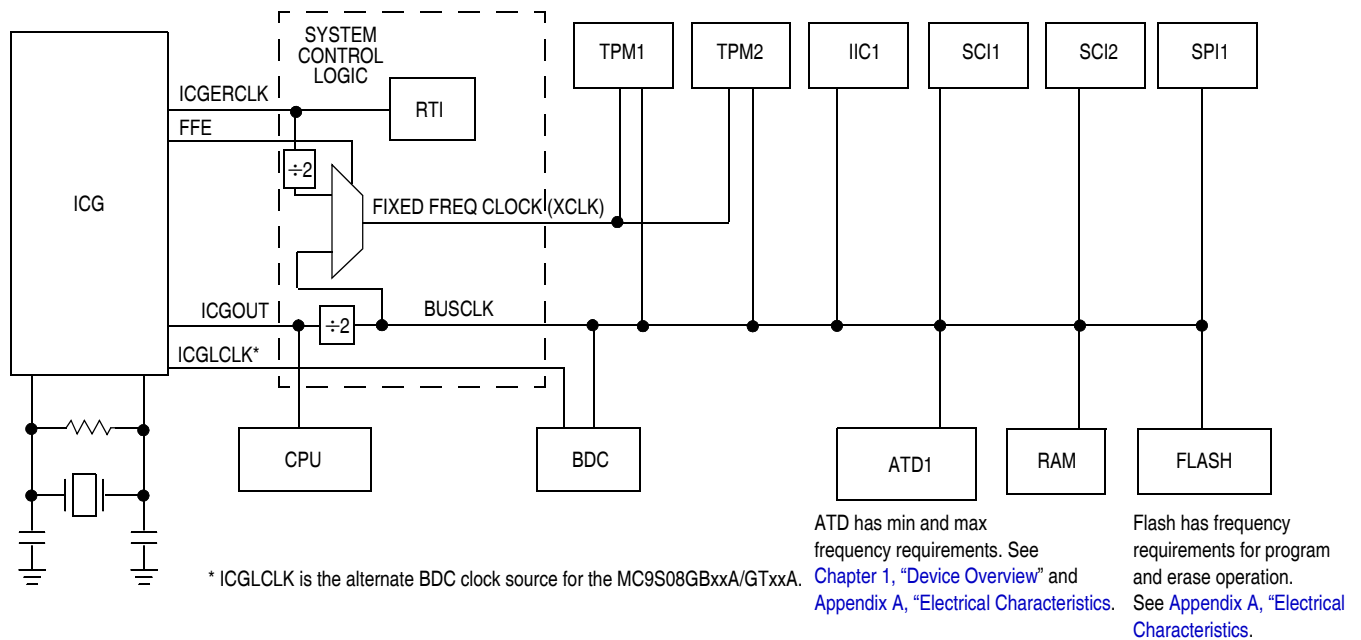 SYSTEM
CONTROL
LOGIC
TPM1
TPM2
IIC1
SCI1
SCI2
SPI1
ICGERCLK
RTI
FFE
÷2
ICG
FIXED FREQ CLOCK (XCLK)
ICGOUT
÷2
BUSCLK
ICGLCLK*
CPU
BDC
ATD1
RAM
FLASH
ATD has min and max
frequency requirements. See
Chapter 1, “Device Overview” and
Appendix A, “Electrical Characteristics.
Flash has frequency
requirements for program
and erase operation.
See Appendix A, “Electrical
Characteristics.
* ICGLCLK is the alternate BDC clock source for the MC9S08GBxxA/GTxxA.